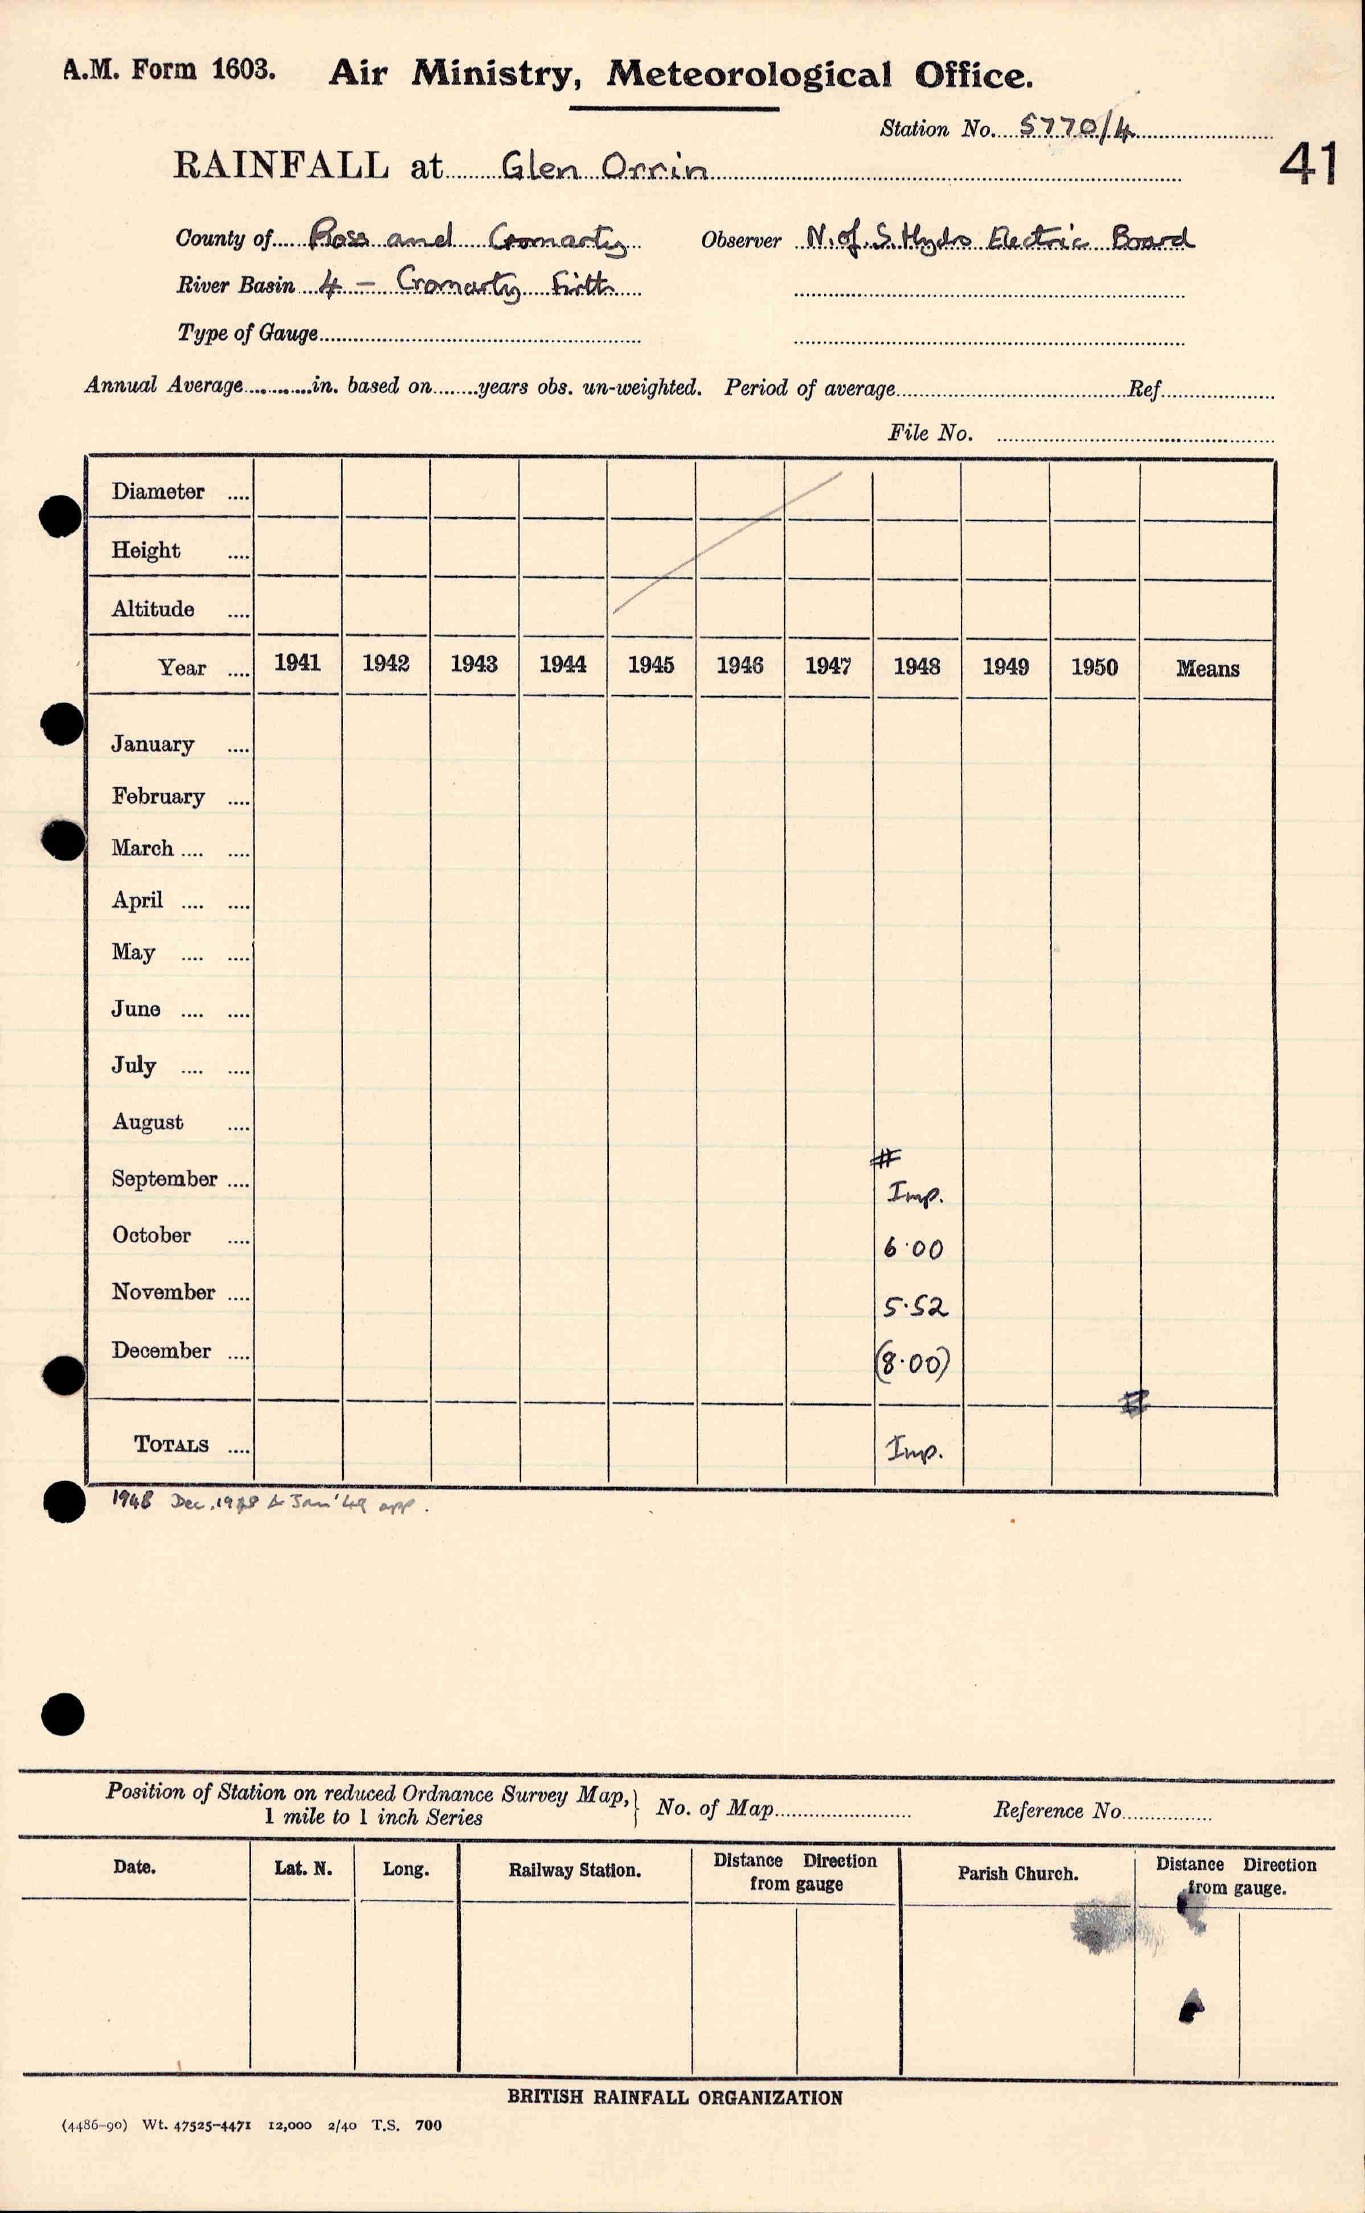 A.M. Form 1603. Air Ministry, Meteorological Office.
Station No. 5770/4
41
RAINFALL at Glen Orrin
County of Ross and Cromarty Observer N. of S. Hydro Electric Board
River Basin 4 – Cromarty Firth
Type of Gauge
Annual Average............in. based on........years obs. un-weighted. Period of average Ref
File No.
Diameter ....
Height ....
Altitude ....
Year .... 1941 1942 1943 1944 1945 1946 1947 1948 1949 1950 Means
January ....
February ....
March .... ....
April .... ....
May .... ....
June .... ....
July .... ....
August ....
#
September .... Imp.
October .... 6·00
November .... 5·52
December .... (8·00)
#
TOTALS .... Imp.
1948 Dec, 1948 & Jan '49 app.
Position of Station on reduced Ordnance Survey Map, } No. of Map Reference No
1 mile to 1 inch Series
Date. Lat. N. Long. Railway Station. Distance Direction Parish Church. Distance Direction
from gauge from gauge.
BRITISH RAINFALL ORGANIZATION
(4486-90) Wt. 47525-4471 12,000 2/40 T.S. 700